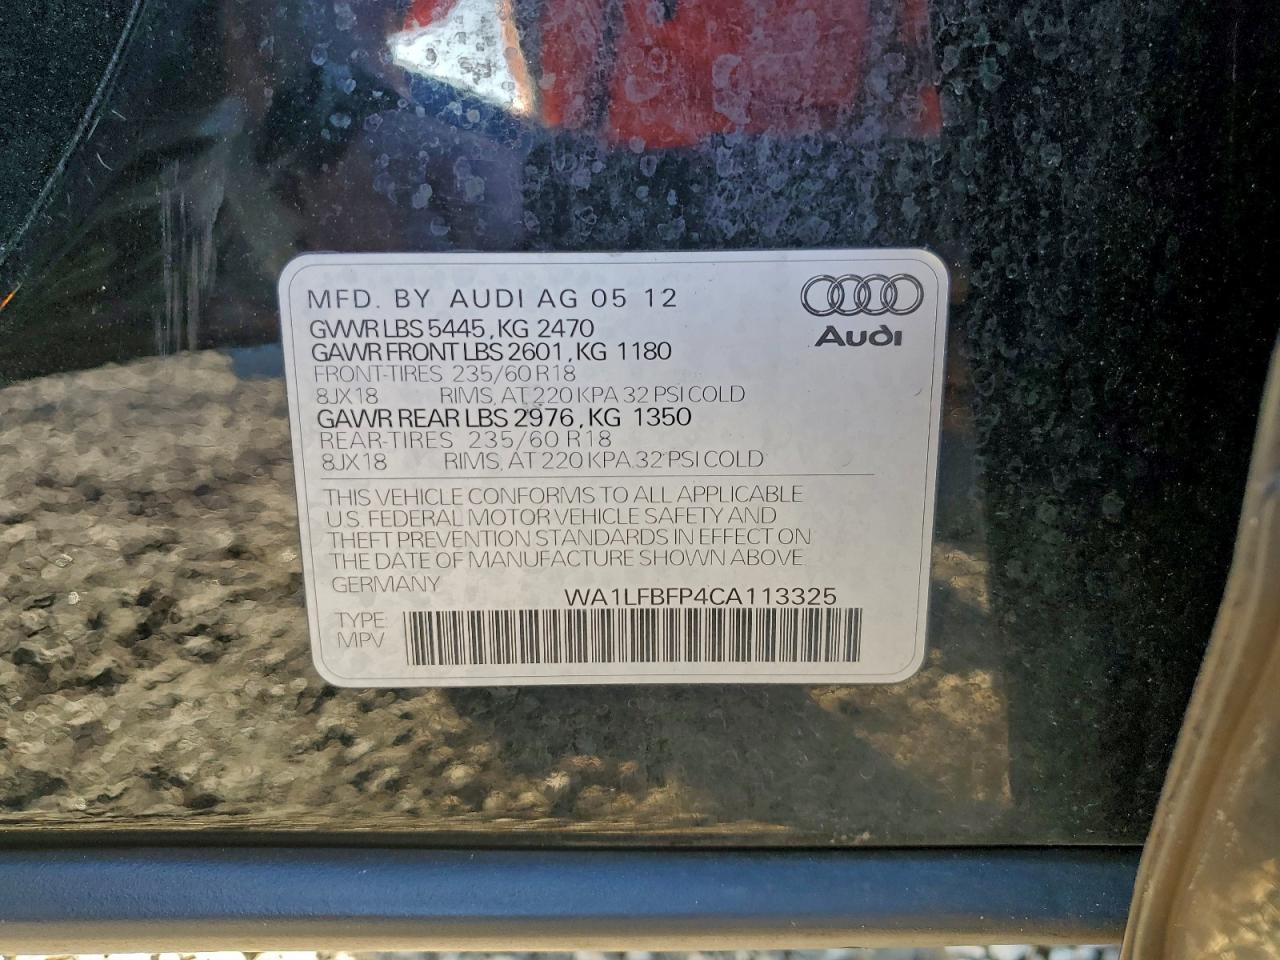 MFD. BY AUDI AG 05 12
GVWR LBS 5445, KG 2470
GAWR FRONT LBS 2601, KG 1180
FRONT-TIRES 235/60 R18
8JX18 RIMS, AT 220 KPA 32 PSI COLD
GAWR REAR LBS 2976, KG 1350
REAR-TIRES 235/60 R18
8JX18 RIMS, AT 220 KPA 32 PSI COLD
Audi
THIS VEHICLE CONFORMS TO ALL APPLICABLE
U.S. FEDERAL MOTOR VEHICLE SAFETY AND
THEFT PREVENTION STANDARDS IN EFFECT ON
THE DATE OF MANUFACTURE SHOWN ABOVE
GERMANY
WA1LFBFP4CA113325
TYPE:
MPV